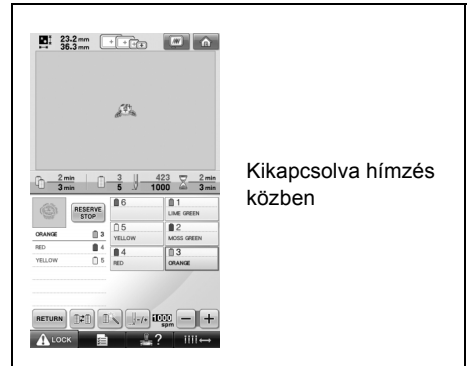 23.2 mm
36.3 mm
2 min
3 min
3
5
423
1000
2 min
3 min
RESERVE STOP
ORANGE 3
RED 4
YELLOW 5
6
1
LIME GREEN
5
YELLOW
2
MOSS GREEN
4
RED
3
ORANGE
RETURN
1000 spm
LOCK
?
Kikapcsolva hímzés
közben